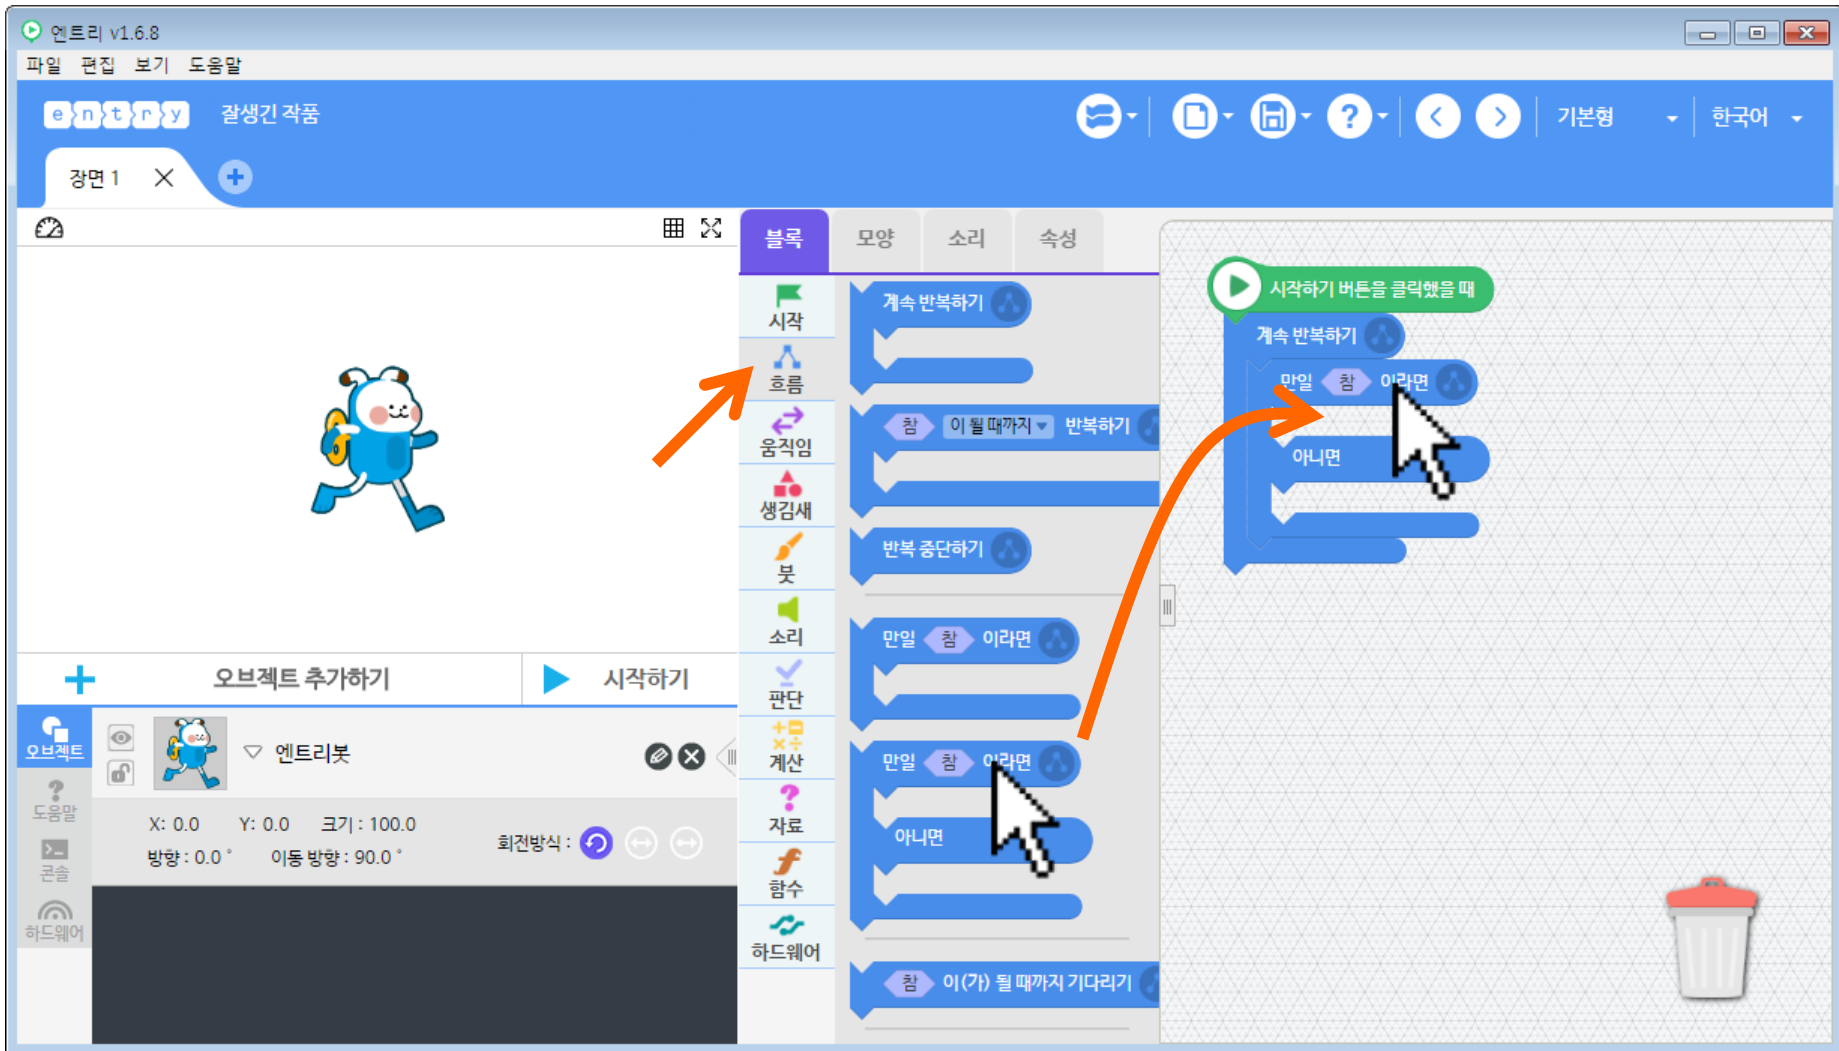 엔트리 v1.6.8
파일 편집 보기 도움말
entry 잘생긴 작품
? 기본형 한국어
장면 1
블록 모양 소리 속성
시작
흐름
움직임
생김새
붓
소리
판단
계산
자료
함수
하드웨어
계속 반복하기
참 이 될 때까지 반복하기
반복 중단하기
만일 참 이라면
만일 참 이라면
아니면
참 이(가) 될 때까지 기다리기
시작하기 버튼을 클릭했을 때
계속 반복하기
만일 참 이라면
아니면
오브젝트 추가하기 시작하기
오브젝트
도움말
콘솔
하드웨어
엔트리봇
X: 0.0 Y: 0.0 크기 : 100.0
방향 : 0.0 ˚ 이동 방향 : 90.0 ˚
회전방식 :